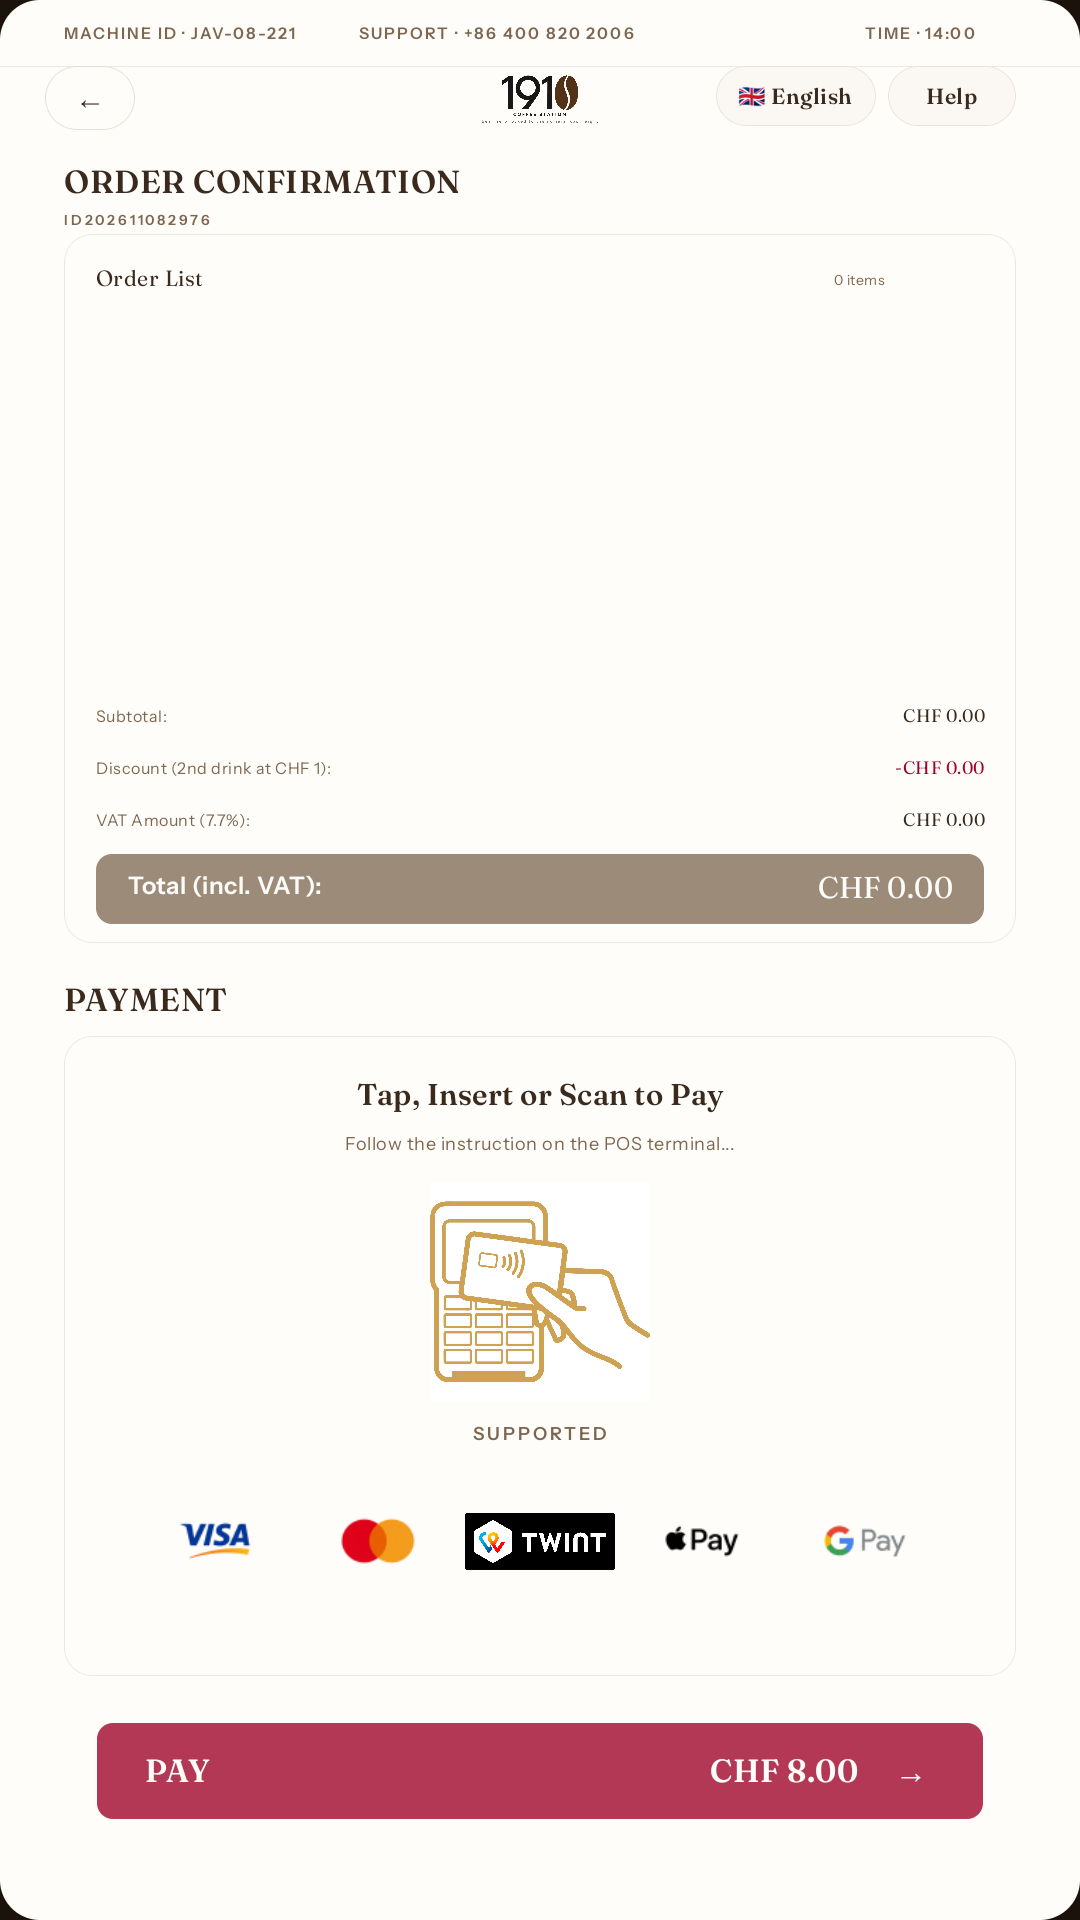 MACHINE ID · JAV-08-221
SUPPORT · +86 400 820 2006
TIME · 14:00
←
1910
COFFEE STATION
🇬🇧 English
Help
ORDER CONFIRMATION
ID202611082976
Order List
0 items
Subtotal:
CHF 0.00
Discount (2nd drink at CHF 1):
-CHF 0.00
VAT Amount (7.7%):
CHF 0.00
Total (incl. VAT):
CHF 0.00
PAYMENT
Tap, Insert or Scan to Pay
Follow the instruction on the POS terminal...
SUPPORTED
VISA
TWINT
Pay
G Pay
PAY
CHF 8.00 →